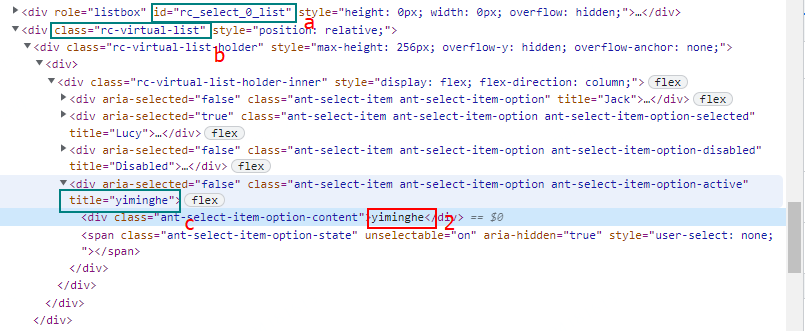 ▶<div role="listbox" id="rc_select_0_list" style="height: 0px; width: 0px; overflow: hidden;">…</div>
a
▼<div class="rc-virtual-list" style="position: relative;">
b
▼<div class="rc-virtual-list-holder" style="max-height: 256px; overflow-y: hidden; overflow-anchor: none;">
▼<div>
▼<div class="rc-virtual-list-holder-inner" style="display: flex; flex-direction: column;"> flex
▶<div aria-selected="false" class="ant-select-item ant-select-item-option" title="Jack">…</div> flex
▶<div aria-selected="true" class="ant-select-item ant-select-item-option ant-select-item-option-selected"
title="Lucy">…</div> flex
▶<div aria-selected="false" class="ant-select-item ant-select-item-option ant-select-item-option-disabled"
title="Disabled">…</div> flex
▼<div aria-selected="false" class="ant-select-item ant-select-item-option ant-select-item-option-active"
title="yiminghe"> flex
<div class="ant-select-item-option-content">yiminghe</div> == $0
c 2
<span class="ant-select-item-option-state" unselectable="on" aria-hidden="true" style="user-select: none;
"></span>
</div>
</div>
</div>
</div>